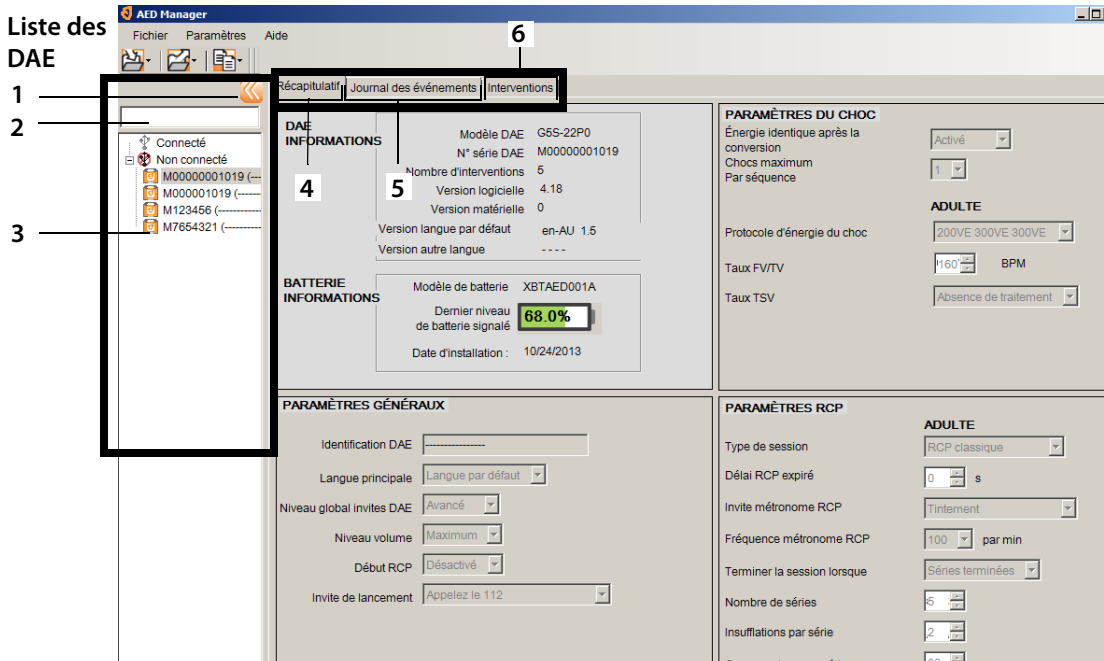 Liste des
DAE
1
2
3
4
5
6
AED Manager
Fichier Paramètres Aide
Récapitulatif Journal des événements Interventions
Connecté
Non connecté
M00000001019 (---
M000001019 (------
M123456 (----------
M7654321 (---------
DAE
INFORMATIONS
Modèle DAE G5S-22P0
N° série DAE M00000001019
Nombre d'interventions 5
Version logicielle 4.18
Version matérielle 0
Version langue par défaut en-AU 1.5
Version autre langue ----
BATTERIE
INFORMATIONS
Modèle de batterie XBTAED001A
Dernier niveau
de batterie signalé
68.0%
Date d'installation : 10/24/2013
PARAMÈTRES DU CHOC
Énergie identique après la
conversion
Activé
Chocs maximum
Par séquence
1
ADULTE
Protocole d'énergie du choc 200VE 300VE 300VE
Taux FV/TV 160 BPM
Taux TSV Absence de traitement
PARAMÈTRES GÉNÉRAUX
Identification DAE ----------------
Langue principale Langue par défaut
Niveau global invites DAE Avancé
Niveau volume Maximum
Début RCP Désactivé
Invite de lancement Appelez le 112
PARAMÈTRES RCP
ADULTE
Type de session RCP classique
Délai RCP expiré 0 s
Invite métronome RCP Tintement
Fréquence métronome RCP 100 par min
Terminer la session lorsque Séries terminées
Nombre de séries 5
Insufflations par série 2